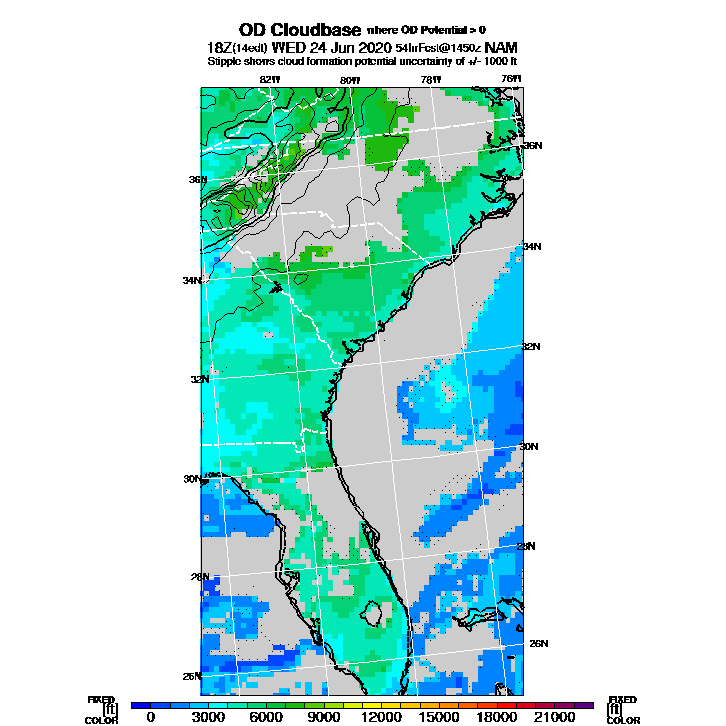 OD Cloudbase where OD Potential > 0
18Z(14edt) WED 24 Jun 2020 54hrFcst@1450z NAM
Stipple shows cloud formation potential uncertainty of +/- 1000 ft
82W 80W 78W 76W
36N
36N
34N
34N
32N
32N
30N
30N
28N
28N
26N
26N
FIXED FIXED
[ft] 0 3000 6000 9000 12000 15000 18000 21000 [ft]
COLOR COLOR